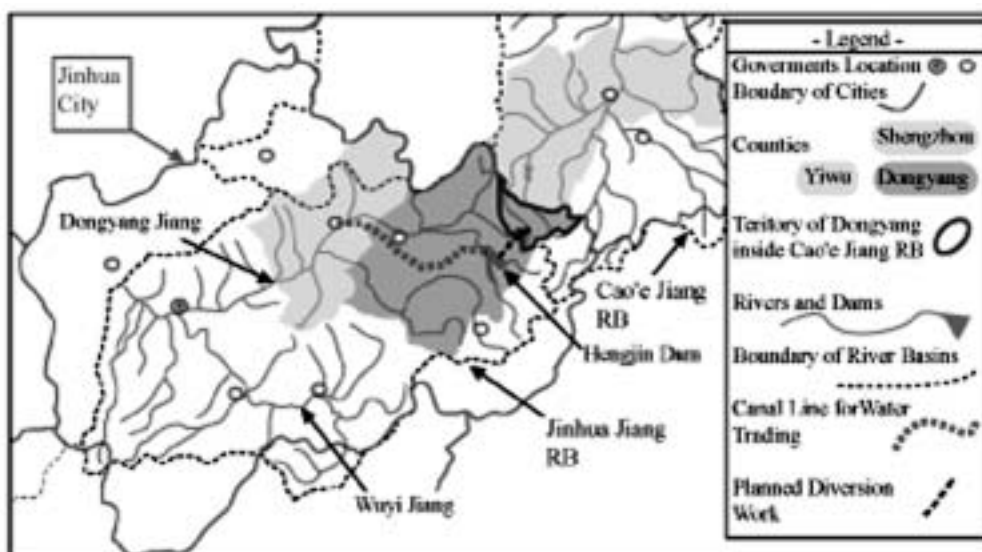 Jinhua
City
Dongyang Jiang
Cao'e Jiang
RB
Hengjin Dam
Jinhua Jiang
RB
Wuyi Jiang
- Legend -
Goverments Location
Boudary of Cities
Counties
Shengzhou
Yiwu
Dongyang
Teritory of Dongyang
inside Cao'e Jiang RB
Rivers and Dams
Boundary of River Basins
Canal Line for Water
Trading
Planned Diversion
Work